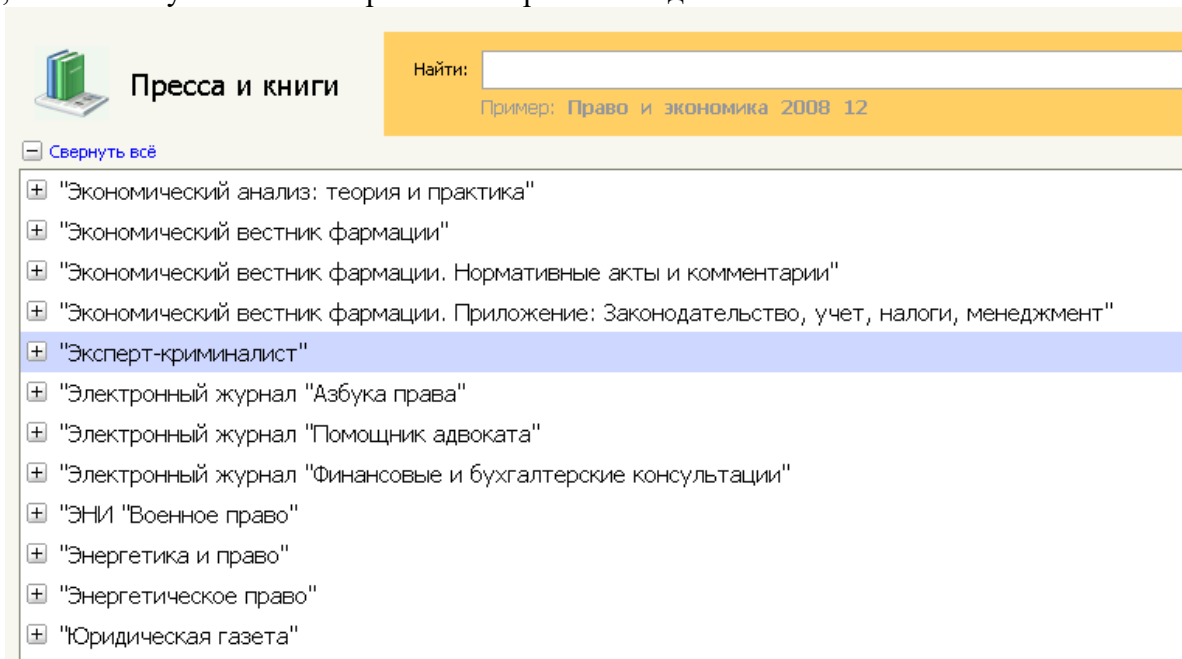 Пресса и книги
Найти:
Пример: Право и экономика 2008 12
Свернуть всё
"Экономический анализ: теория и практика"
"Экономический вестник фармации"
"Экономический вестник фармации. Нормативные акты и комментарии"
"Экономический вестник фармации. Приложение: Законодательство, учет, налоги, менеджмент"
"Эксперт-криминалист"
"Электронный журнал "Азбука права"
"Электронный журнал "Помощник адвоката"
"Электронный журнал "Финансовые и бухгалтерские консультации"
"ЭНИ "Военное право"
"Энергетика и право"
"Энергетическое право"
"Юридическая газета"